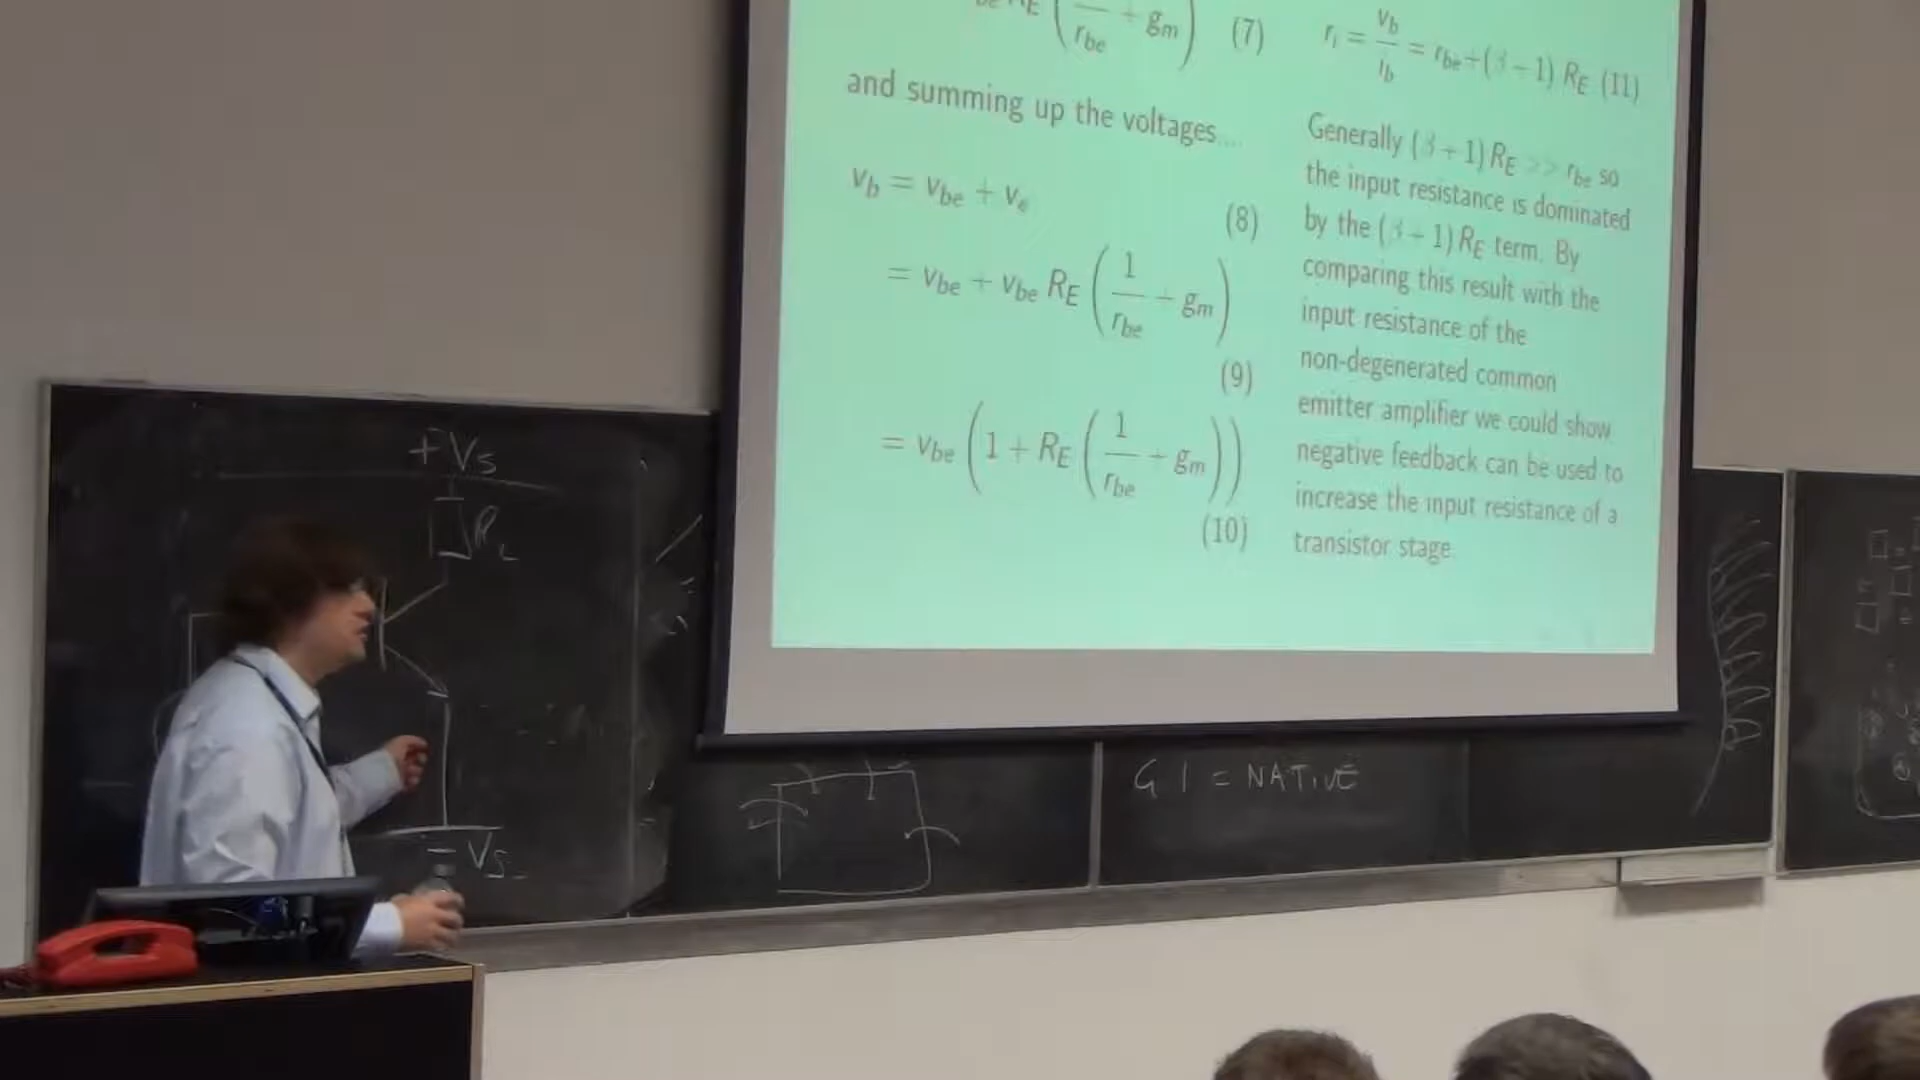 R_E ( / r_be + g_m ) (7)
and summing up the voltages....
v_b = v_be + v_e
(8)
= v_be + v_be R_E ( 1 / r_be + g_m )
(9)
= v_be ( 1 + R_E ( 1 / r_be + g_m ) )
(10)
r_i = v_b / i_b = r_be + (β + 1) R_E (11)
Generally (β + 1) R_E >> r_be so
the input resistance is dominated
by the (β + 1) R_E term. By
comparing this result with the
input resistance of the
non-degenerated common
emitter amplifier we could show
negative feedback can be used to
increase the input resistance of a
transistor stage
+Vs
R_L
-Vs
G 1 = NATIVE